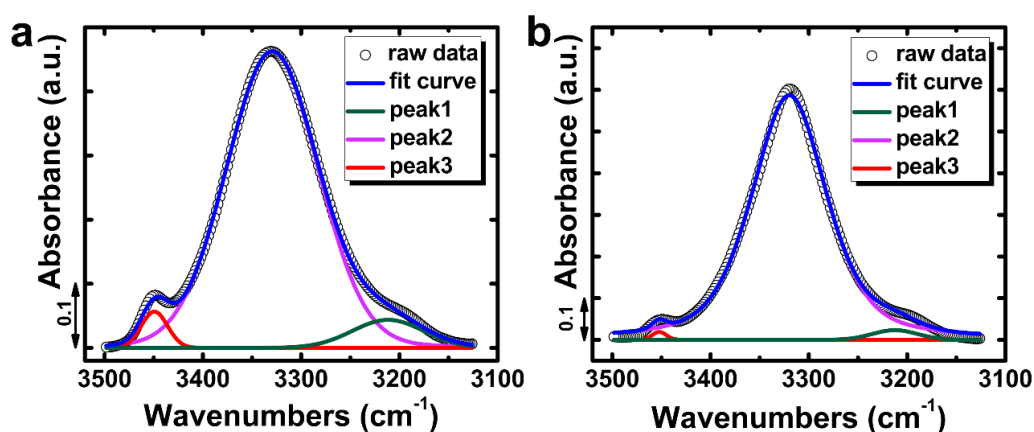 a
Absorbance (a.u.)
0.1
raw data
fit curve
peak1
peak2
peak3
3500 3400 3300 3200 3100
Wavenumbers (cm⁻¹)
b
Absorbance (a.u.)
0.1
raw data
fit curve
peak1
peak2
peak3
3500 3400 3300 3200 3100
Wavenumbers (cm⁻¹)